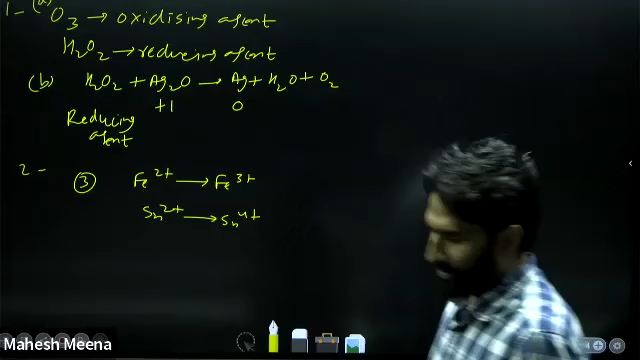 1- (a) O3 → oxidising agent
H2O2 → reducing agent
(b) H2O2 + Ag2O → Ag + H2O + O2
+1 0
Reducing
agent
2- ③ Fe2+ → Fe3+
Sn2+ → Sn4+
Mahesh Meena